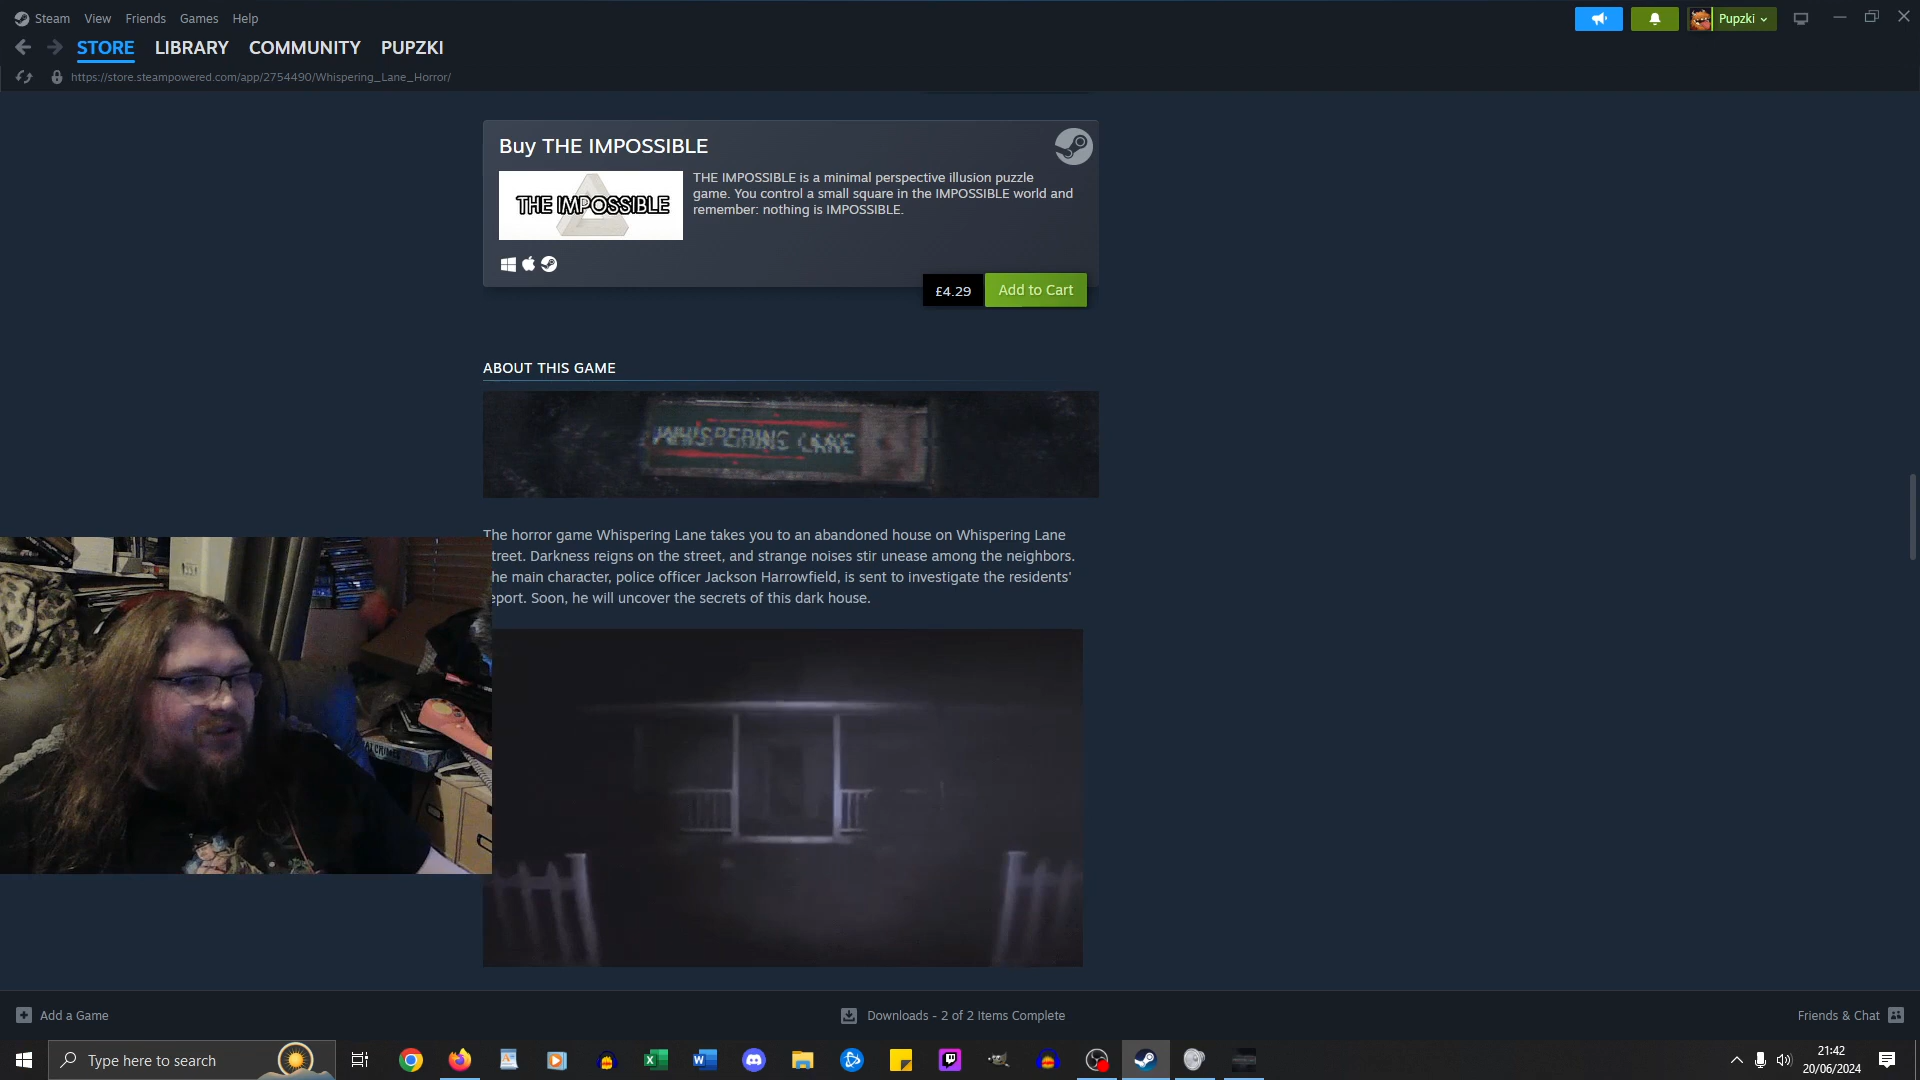 Steam View Friends Games Help
Pupzki
STORE LIBRARY COMMUNITY PUPZKI
https://store.steampowered.com/app/2754490/Whispering_Lane_Horror/
Buy THE IMPOSSIBLE
THE IMPOSSIBLE
THE IMPOSSIBLE is a minimal perspective illusion puzzle
game. You control a small square in the IMPOSSIBLE world and
remember: nothing is IMPOSSIBLE.
£4.29 Add to Cart
ABOUT THIS GAME
WHISPERING LANE
The horror game Whispering Lane takes you to an abandoned house on Whispering Lane
treet. Darkness reigns on the street, and strange noises stir unease among the neighbors.
he main character, police officer Jackson Harrowfield, is sent to investigate the residents'
eport. Soon, he will uncover the secrets of this dark house.
Add a Game
Downloads - 2 of 2 Items Complete
Friends & Chat
Type here to search
21:42
20/06/2024